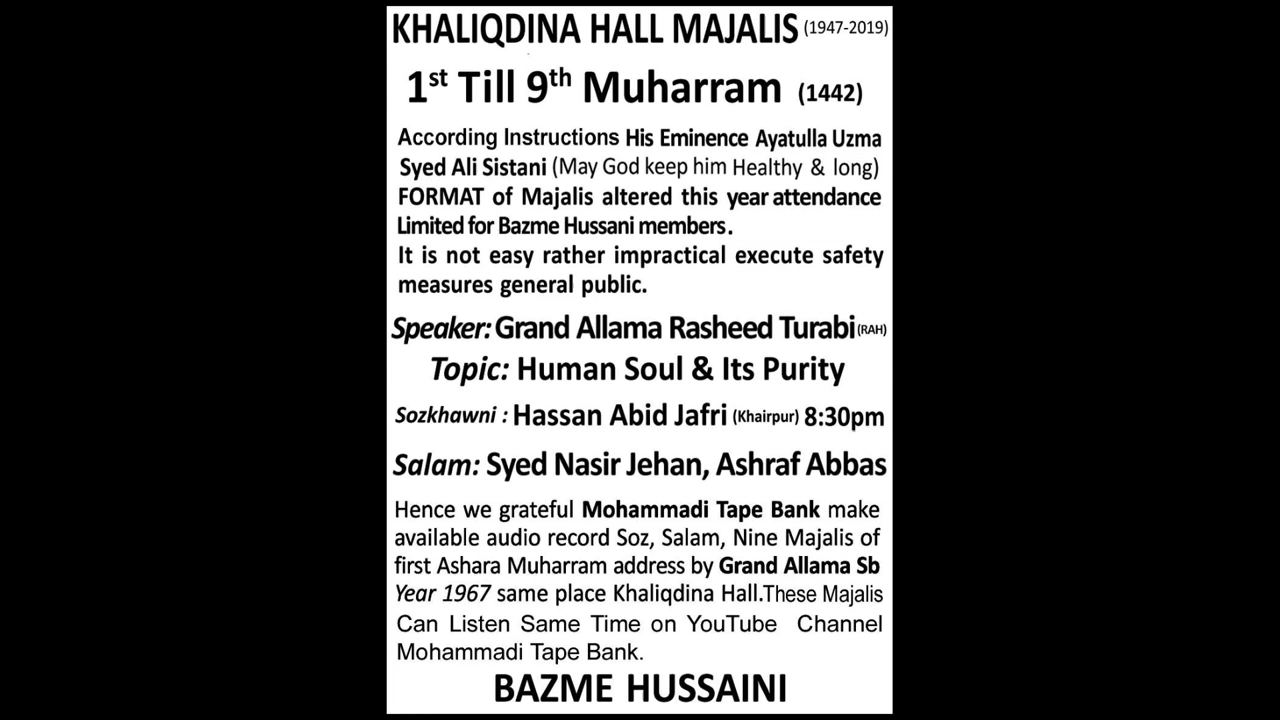 KHALIQDINA HALL MAJALIS (1947-2019)
1st Till 9th Muharram (1442)
According Instructions His Eminence Ayatulla Uzma
Syed Ali Sistani (May God keep him Healthy & long)
FORMAT of Majalis altered this year attendance
Limited for Bazme Hussani members.
It is not easy rather impractical execute safety
measures general public.
Speaker: Grand Allama Rasheed Turabi (RAH)
Topic: Human Soul & Its Purity
Sozkhawni : Hassan Abid Jafri (Khairpur) 8:30pm
Salam: Syed Nasir Jehan, Ashraf Abbas
Hence we grateful Mohammadi Tape Bank make
available audio record Soz, Salam, Nine Majalis of
first Ashara Muharram address by Grand Allama Sb
Year 1967 same place Khaliqdina Hall.These Majalis
Can Listen Same Time on YouTube Channel
Mohammadi Tape Bank.
BAZME HUSSAINI